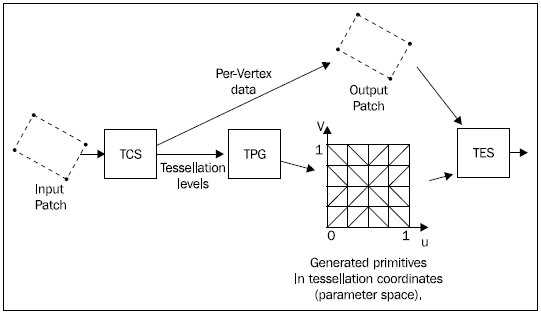 Per-Vertex
data
Output
Patch
Input
Patch
TCS
Tessellation
levels
TPG
V
1
0
1
u
TES
Generated primitives
In tessellation coordinates
(parameter space),